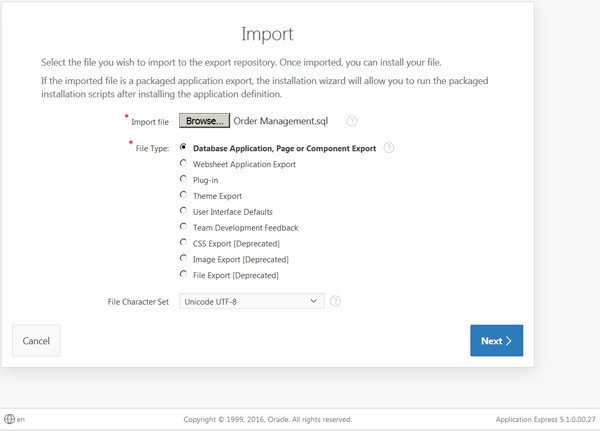 Import
Select the file you wish to import to the export repository. Once imported, you can install your file.
If the imported file is a packaged application export, the installation wizard will allow you to run the packaged
installation scripts after installing the application definition.
* Import file Browse... Order Management.sql ?
* File Type: Database Application, Page or Component Export ?
Websheet Application Export
Plug-in
Theme Export
User Interface Defaults
Team Development Feedback
CSS Export [Deprecated]
Image Export [Deprecated]
File Export [Deprecated]
File Character Set Unicode UTF-8 ?
Cancel Next >
en Copyright © 1999, 2016, Oracle. All rights reserved. Application Express 5.1.0.00.27